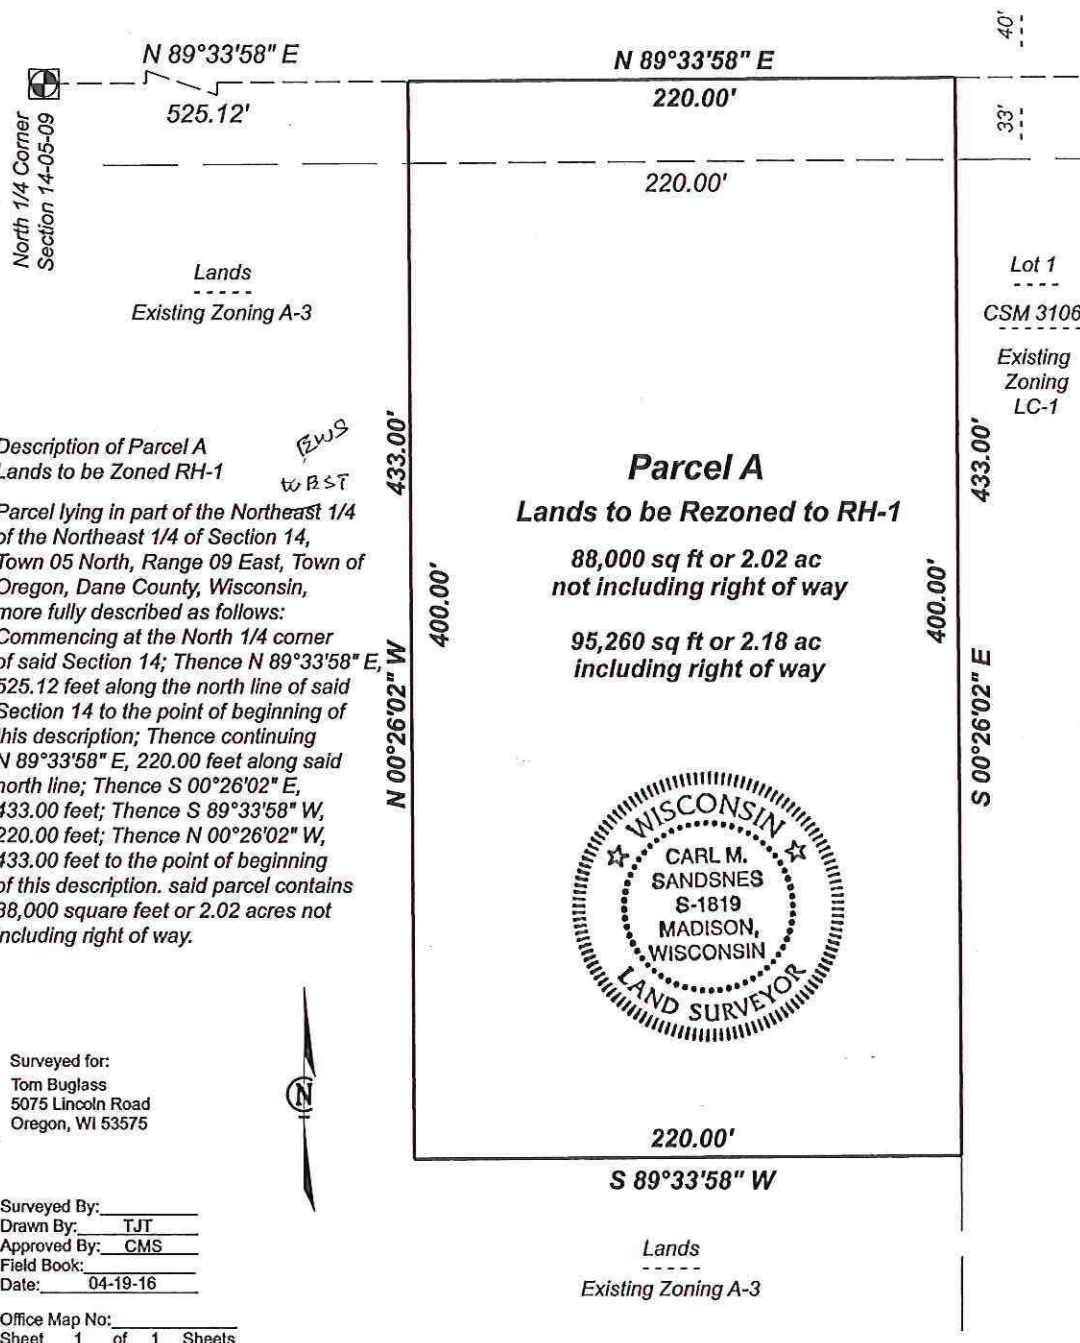 N 89°33'58" E
525.12'
North 1/4 Corner
Section 14-05-09
N 89°33'58" E
220.00'
220.00'
40'
33'
Lands
Existing Zoning A-3
Lot 1
CSM 3106
Existing
Zoning
LC-1
Description of Parcel A
Lands to be Zoned RH-1
Parcel lying in part of the Northeast 1/4
of the Northeast 1/4 of Section 14,
Town 05 North, Range 09 East, Town of
Oregon, Dane County, Wisconsin,
more fully described as follows:
Commencing at the North 1/4 corner
of said Section 14; Thence N 89°33'58" E,
525.12 feet along the north line of said
Section 14 to the point of beginning of
this description; Thence continuing
N 89°33'58" E, 220.00 feet along said
north line; Thence S 00°26'02" E,
433.00 feet; Thence S 89°33'58" W,
220.00 feet; Thence N 00°26'02" W,
433.00 feet to the point of beginning
of this description. said parcel contains
88,000 square feet or 2.02 acres not
including right of way.
433.00'
400.00'
N 00°26'02" W
Parcel A
Lands to be Rezoned to RH-1
88,000 sq ft or 2.02 ac
not including right of way
95,260 sq ft or 2.18 ac
including right of way
433.00'
400.00'
S 00°26'02" E
WISCONSIN
CARL M.
SANDSNES
S-1819
MADISON,
WISCONSIN
LAND SURVEYOR
N
220.00'
S 89°33'58" W
Lands
Existing Zoning A-3
Surveyed for:
Tom Buglass
5075 Lincoln Road
Oregon, WI 53575
Surveyed By:
Drawn By: TJT
Approved By: CMS
Field Book:
Date: 04-19-16
Office Map No:
Sheet 1 of 1 Sheets